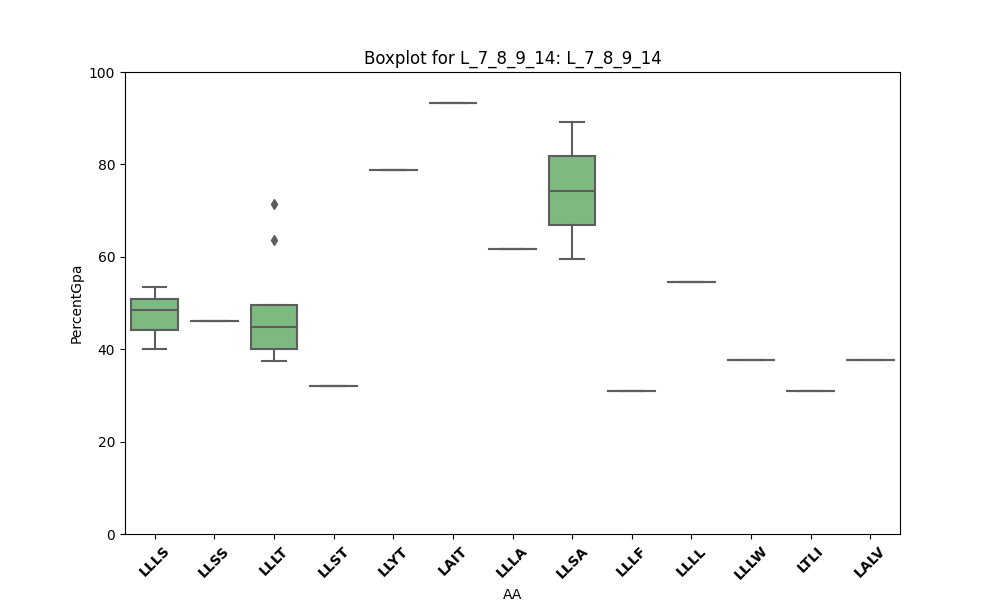 Boxplot for L_7_8_9_14: L_7_8_9_14
100
80
60
40
20
0
PercentGpa
LLLS
LLSS
LLLT
LLST
LLYT
LAIT
LLLA
LLSA
LLLF
LLLL
LLLW
LTLI
LALV
AA